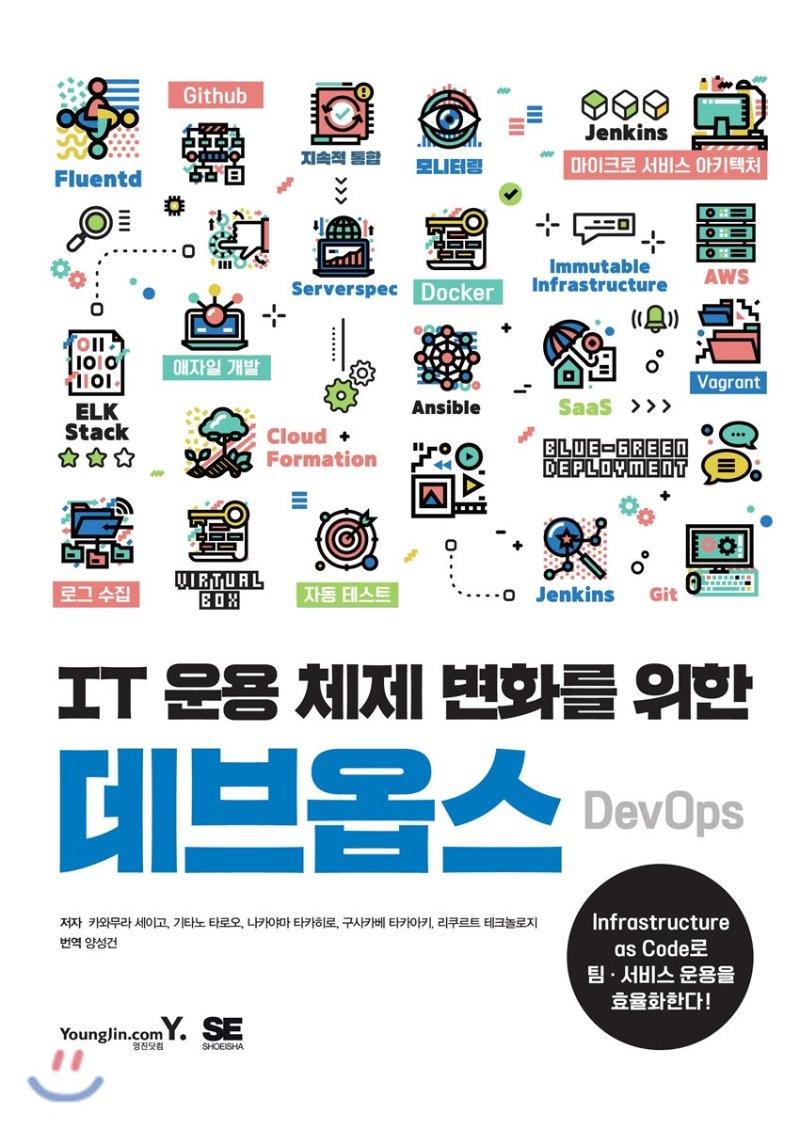 Fluentd
Github
지속적 통합
모니터링
Jenkins
마이크로 서비스 아키텍처
Serverspec
Docker
Immutable
Infrastructure
AWS
애자일 개발
ELK
Stack
Cloud
Formation
Ansible
SaaS
Vagrant
BLUE-GREEN
DEPLOYMENT
로그 수집
VIRTUAL
BOX
자동 테스트
Jenkins
Git
IT 운용 체제 변화를 위한
데브옵스 DevOps
저자 카와무라 세이고, 기타노 타로오, 나카야마 타카히로, 구사카베 타카아키, 리쿠르트 테크놀로지
번역 양성건
Infrastructure
as Code로
팀 · 서비스 운용을
효율화한다!
YoungJin.com Y.
영진닷컴
SE
SHOEISHA